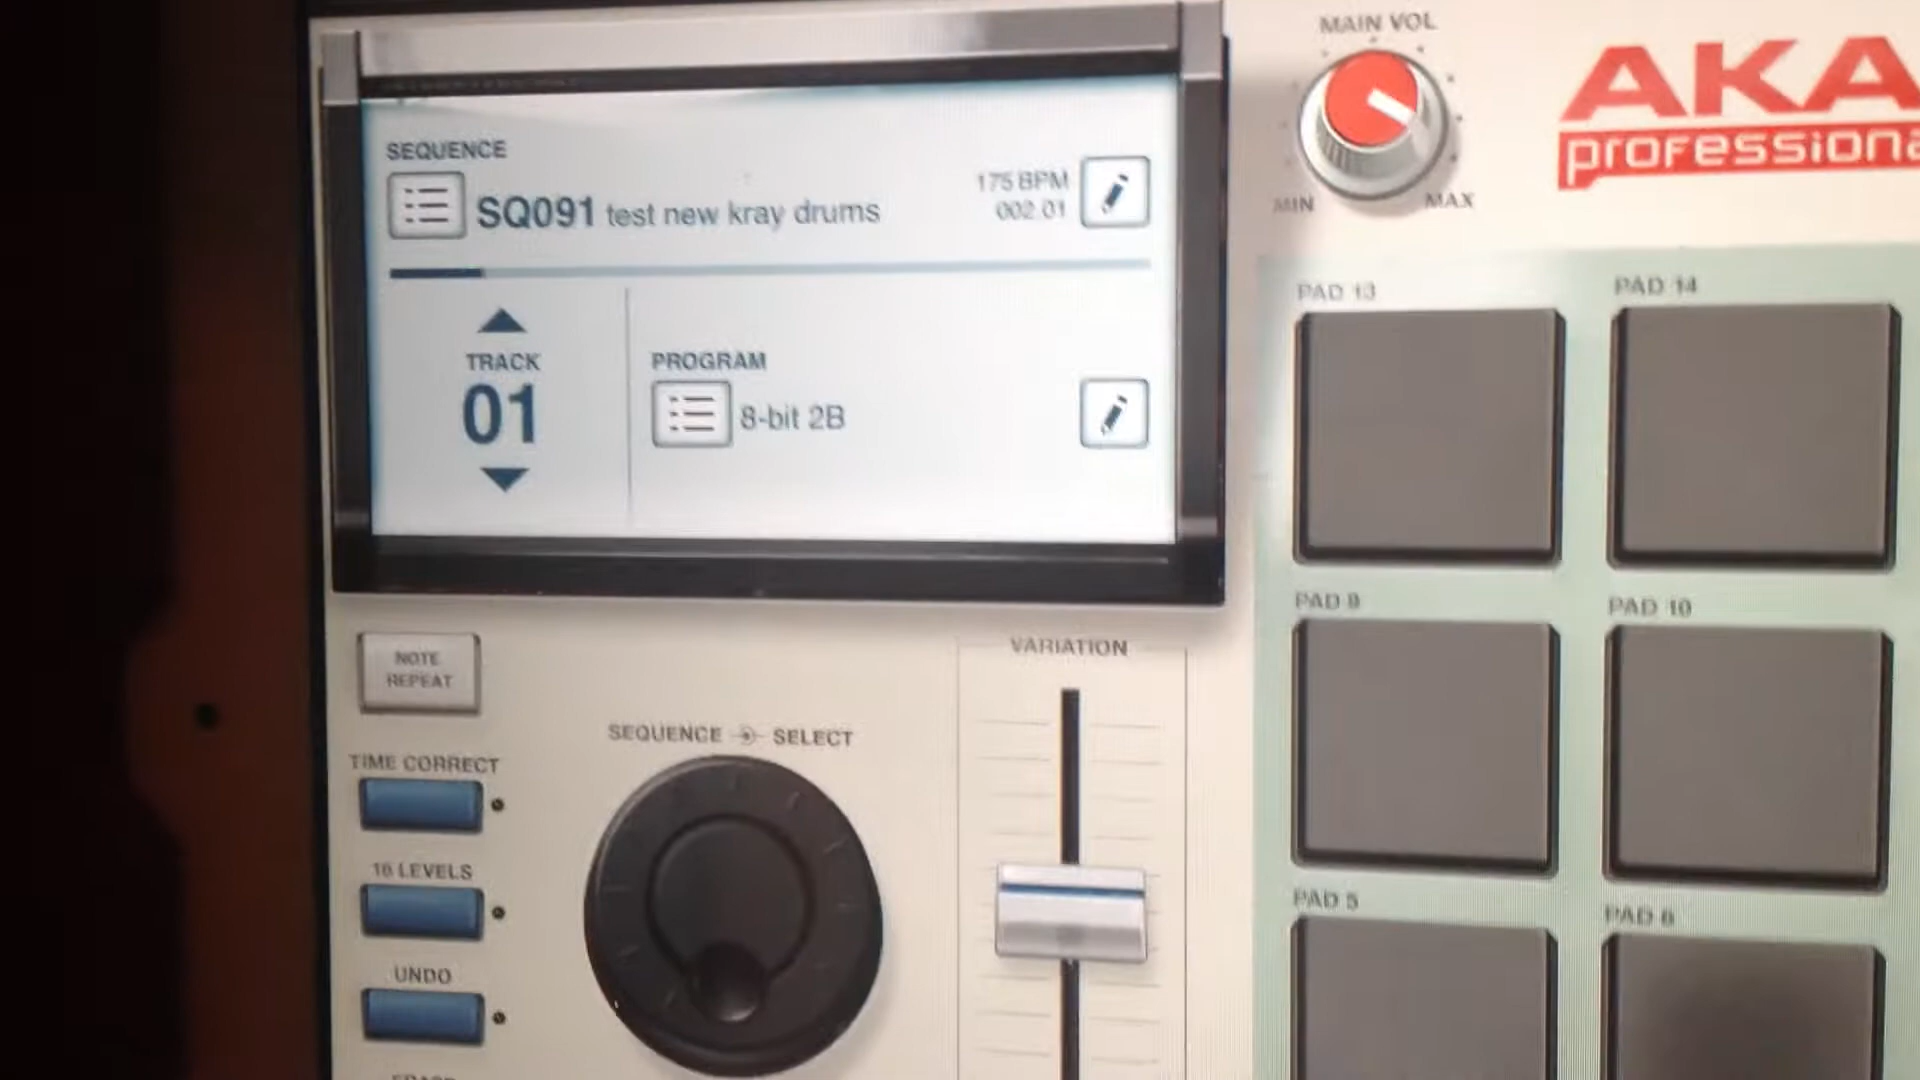 MAIN VOL
MIN
MAX
AKA
professiona
SEQUENCE
SQ091 test new kray drums
175 BPM
002.01
TRACK
01
PROGRAM
8-bit 2B
NOTE
REPEAT
TIME CORRECT
16 LEVELS
UNDO
ERASE
SEQUENCE
SELECT
VARIATION
PAD 13
PAD 14
PAD 9
PAD 10
PAD 5
PAD 6